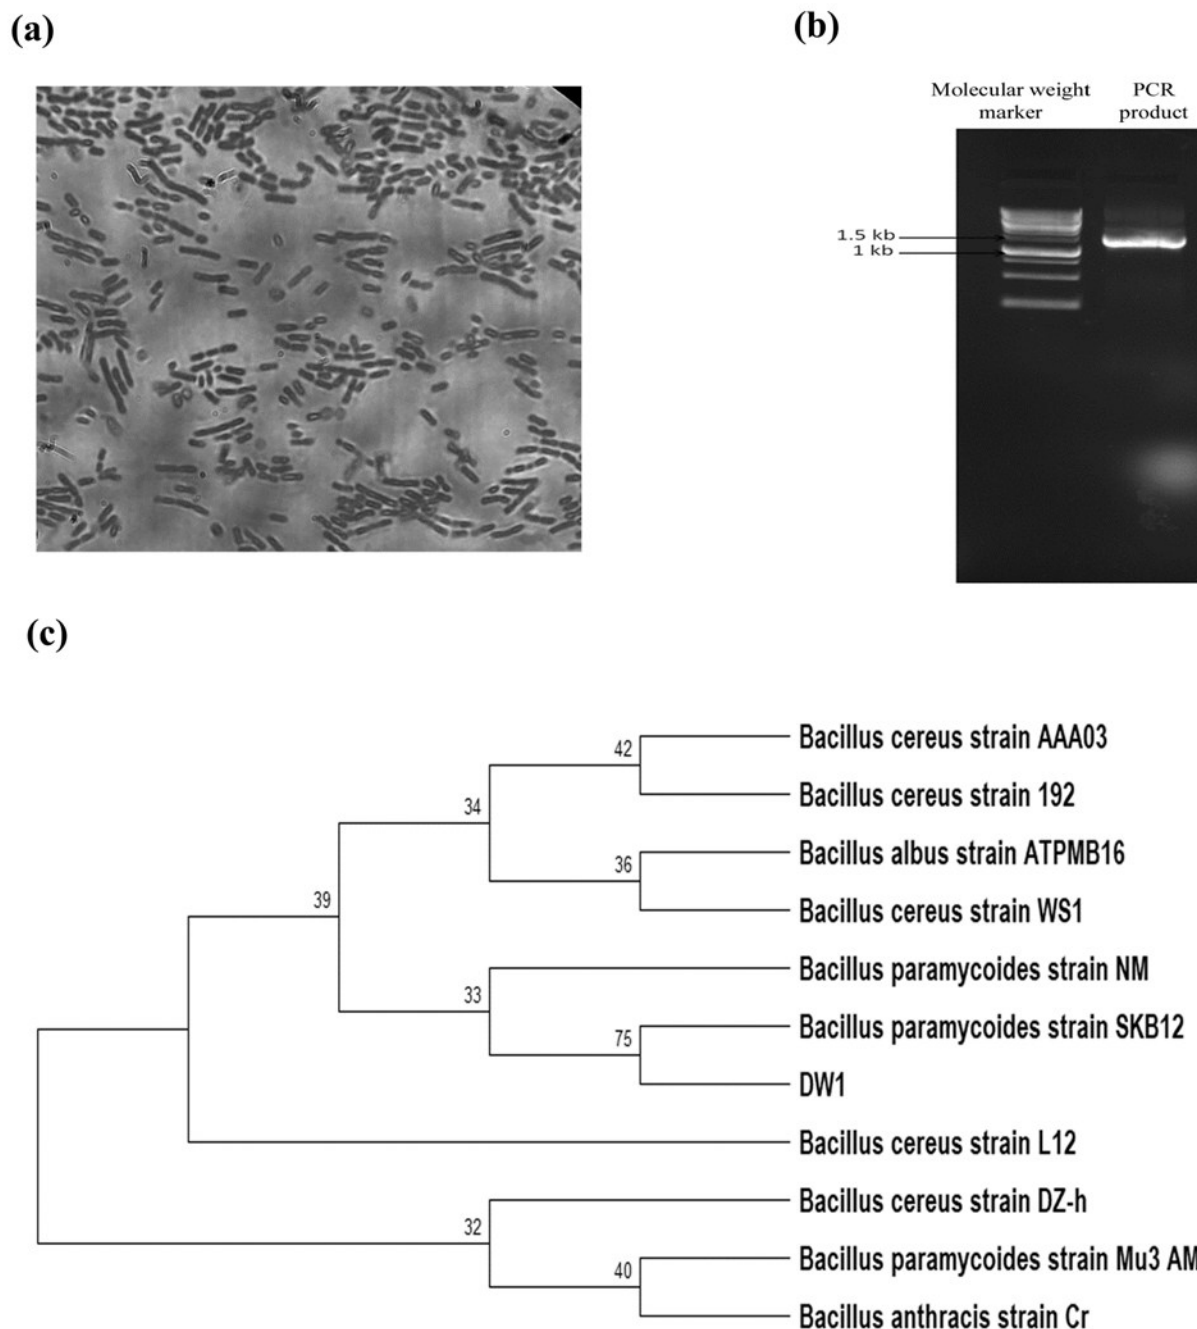 (a)
(b)
Molecular weight marker
PCR product
1.5 kb
1 kb
(c)
42
Bacillus cereus strain AAA03
Bacillus cereus strain 192
34
Bacillus albus strain ATPMB16
36
Bacillus cereus strain WS1
39
Bacillus paramycoides strain NM
33
Bacillus paramycoides strain SKB12
75
DW1
Bacillus cereus strain L12
Bacillus cereus strain DZ-h
32
Bacillus paramycoides strain Mu3 AM
40
Bacillus anthracis strain Cr